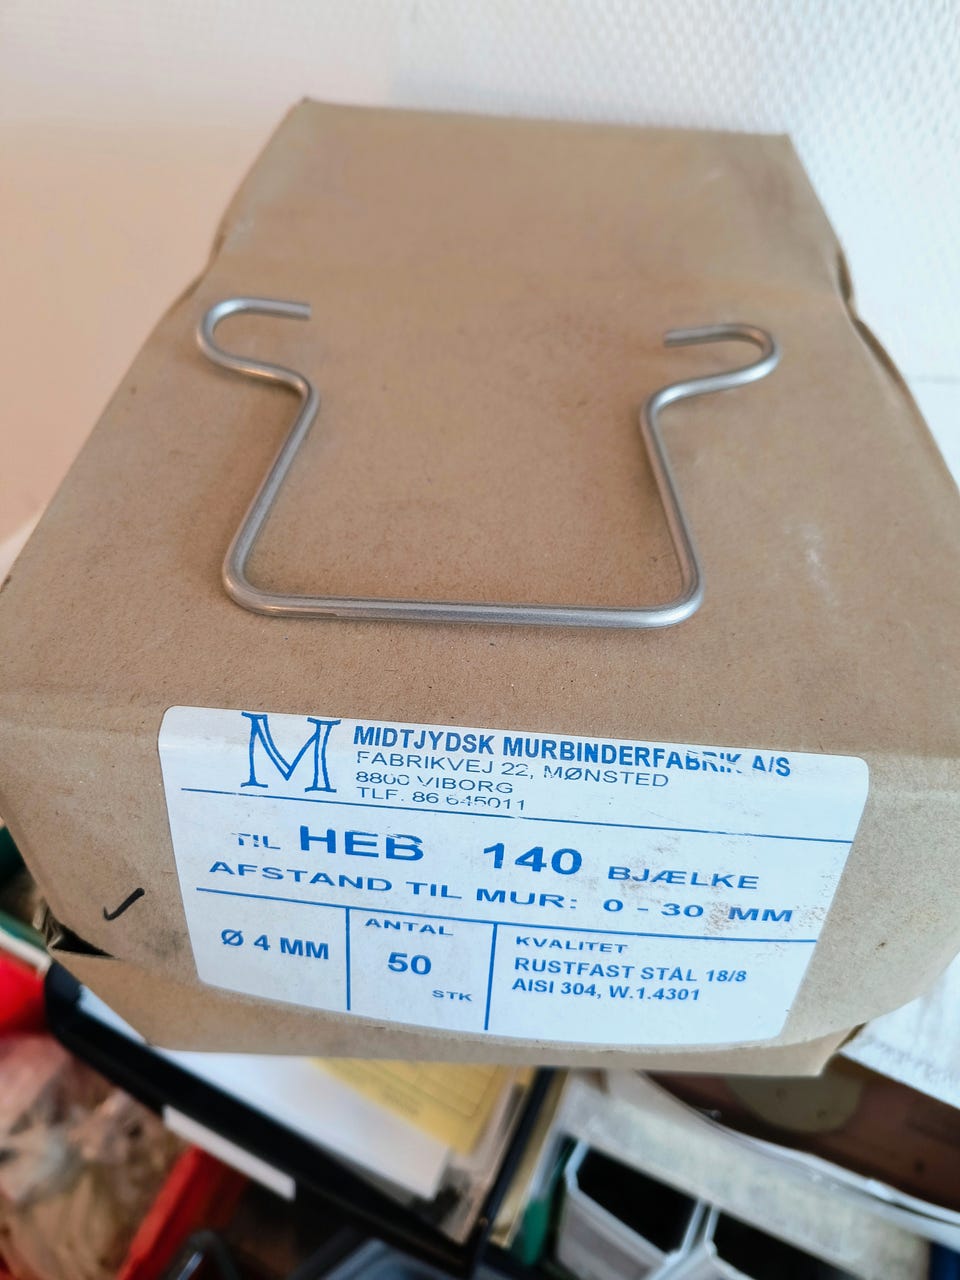 M
MIDTJYDSK MURBINDERFABRIK A/S
FABRIKVEJ 22, MØNSTED
8800 VIBORG
TLF. 86 645011
TIL HEB 140 BJÆLKE
AFSTAND TIL MUR: 0 - 30 MM
Ø 4 MM
ANTAL
50
STK
KVALITET
RUSTFAST STÅL 18/8
AISI 304, W.1.4301